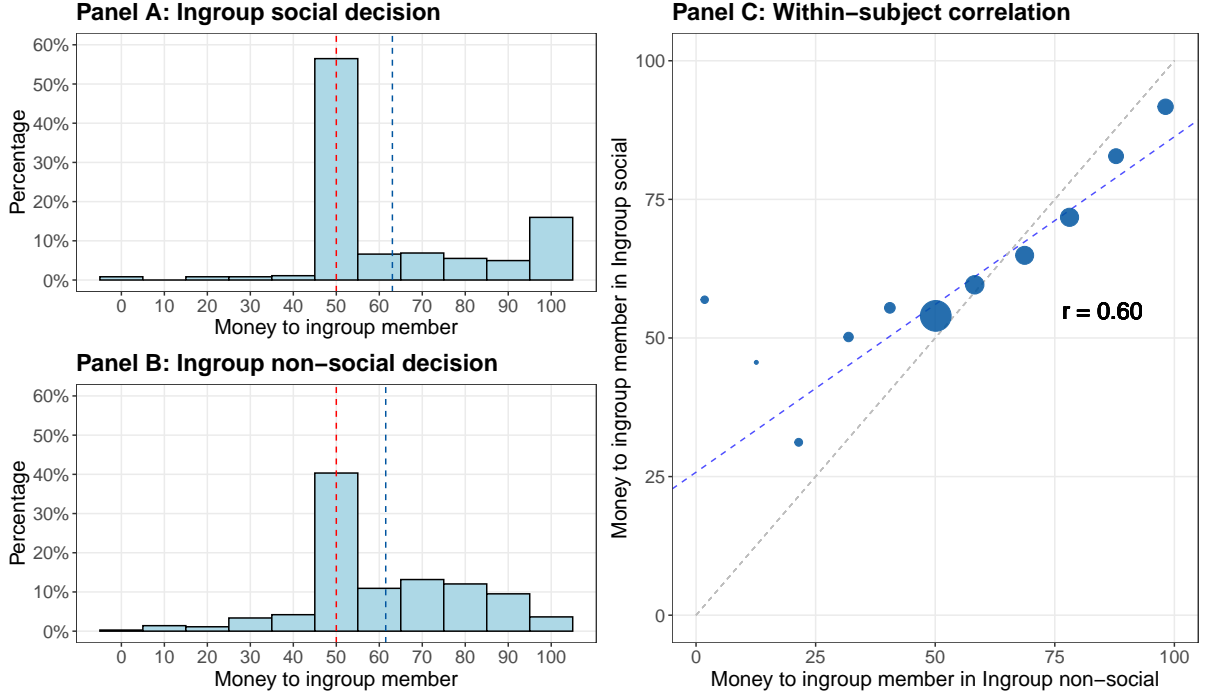 Panel A: Ingroup social decision
Percentage
60%
50%
40%
30%
20%
10%
0%
0 10 20 30 40 50 60 70 80 90 100
Money to ingroup member
Panel B: Ingroup non−social decision
Percentage
60%
50%
40%
30%
20%
10%
0%
0 10 20 30 40 50 60 70 80 90 100
Money to ingroup member
Panel C: Within−subject correlation
Money to ingroup member in Ingroup social
100
75
50
25
0
r = 0.60
0 25 50 75 100
Money to ingroup member in Ingroup non−social